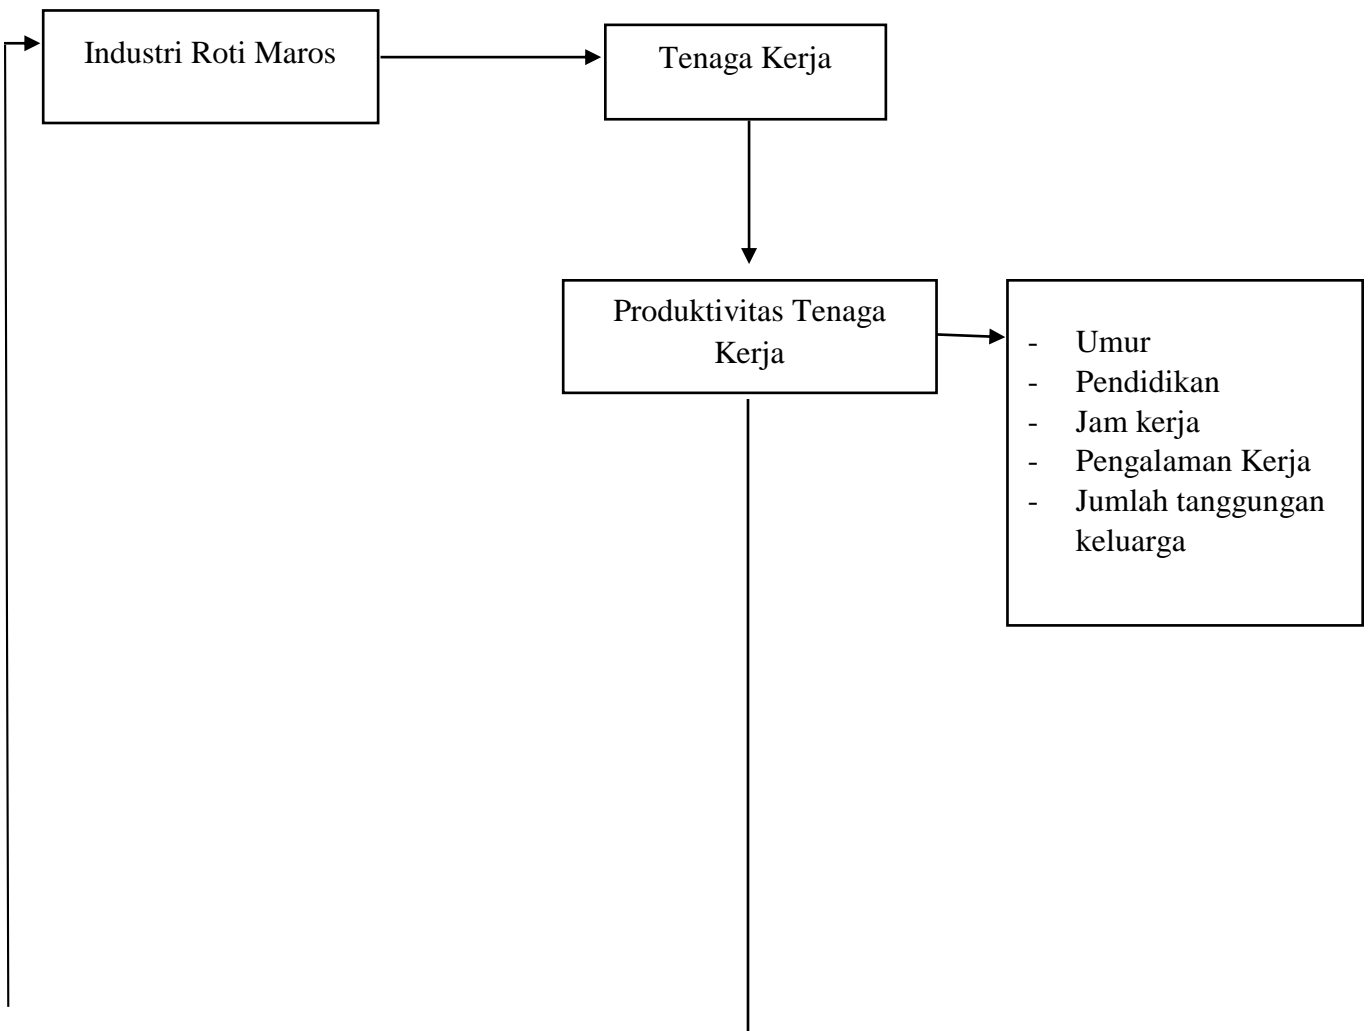 Industri Roti Maros
Tenaga Kerja
Produktivitas Tenaga
Kerja
- Umur
- Pendidikan
- Jam kerja
- Pengalaman Kerja
- Jumlah tanggungan
keluarga